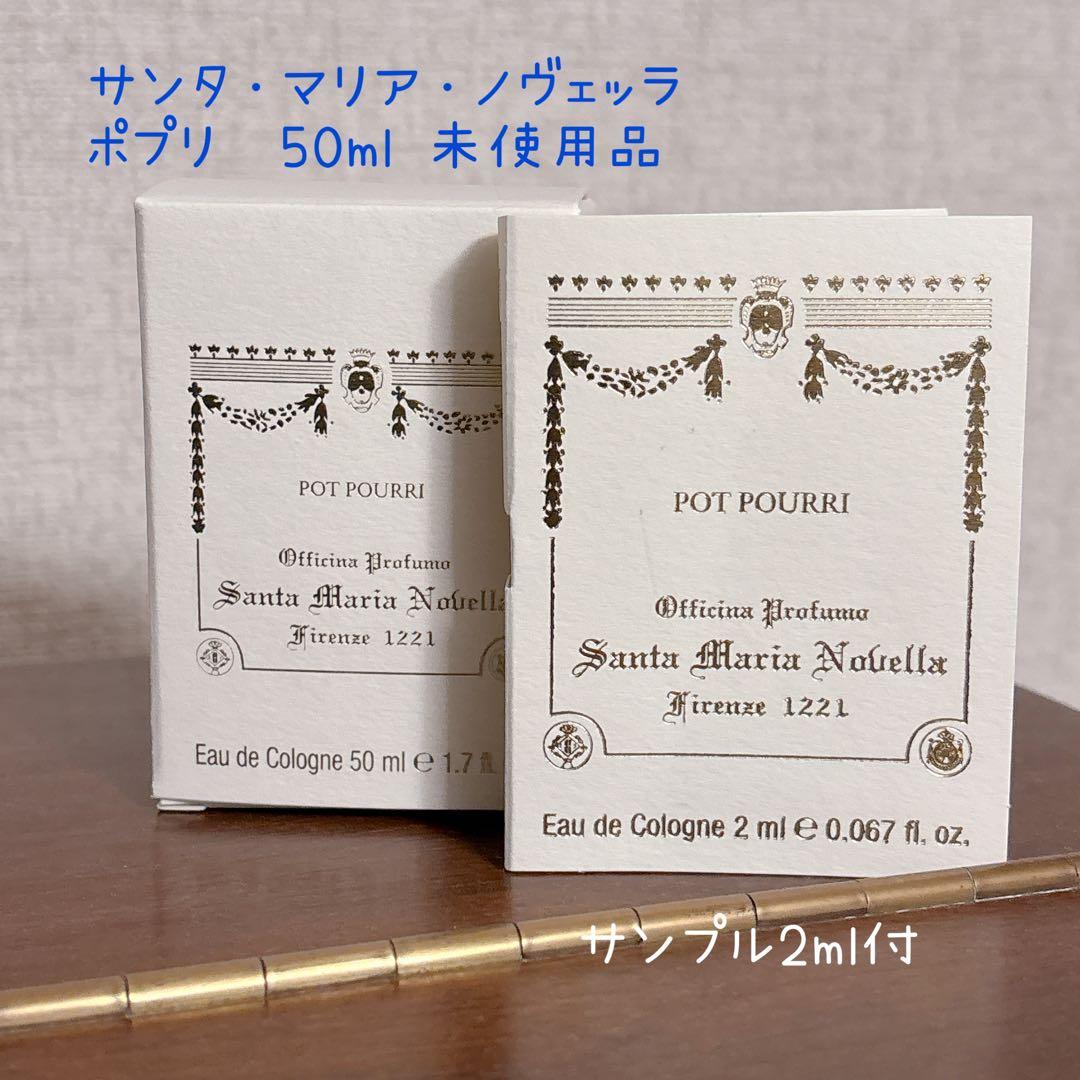 サンタ・マリア・ノヴェッラ
ポプリ 50ml 未使用品
POT POURRI
Officina Profumo
Santa Maria Novella
Firenze 1221
Eau de Cologne 50 ml e 1.7 fl.
POT POURRI
Officina Profumo
Santa Maria Novella
Firenze 1221
Eau de Cologne 2 ml e 0.067 fl. oz.
サンプル2ml付